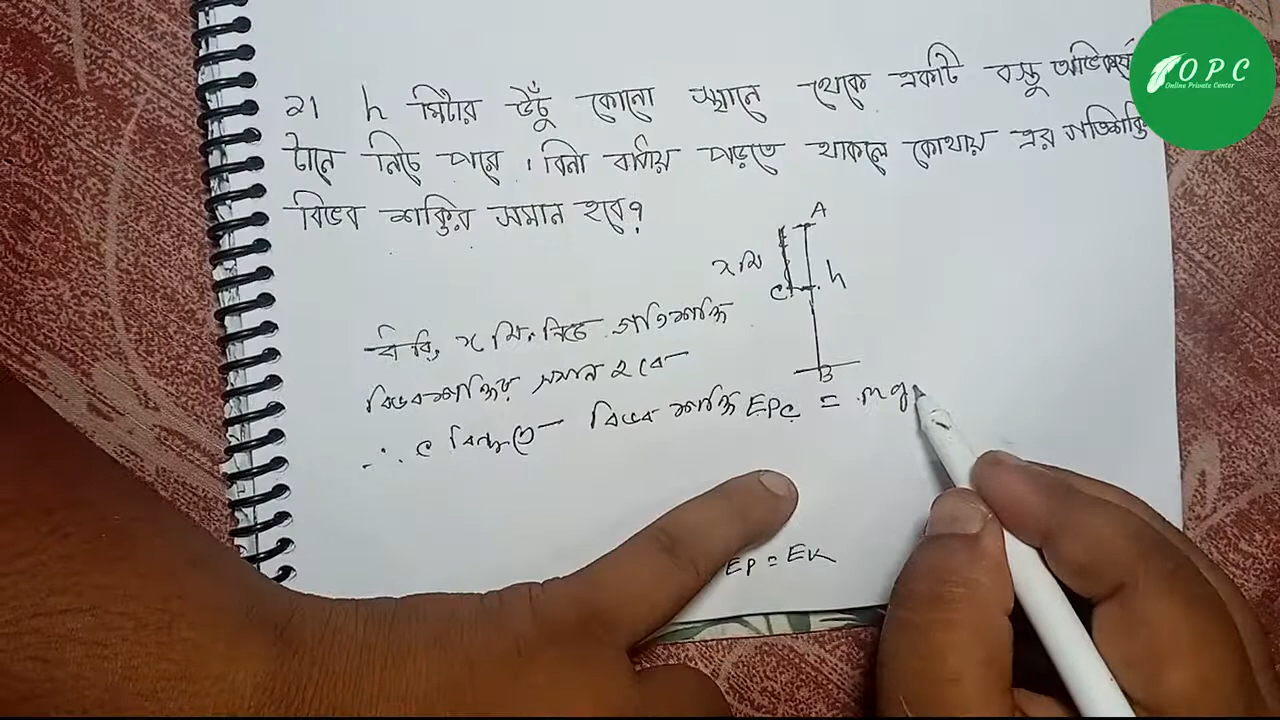 ২। h মিটার উঁচু কোনো স্থান থেকে একটি বস্তু অভিকর্ষ
টানে নিচে পরে । বিনা বাধায় পড়তে থাকলে কোথায় এর গতিশক্তি
বিভব শক্তির সমান হবে?
A
x মি
C
h
B
ধরি, x মি. নিচে গতিশক্তি
বিভবশক্তির সমান হবে
∴ C বিন্দুতে বিভব শক্তি EPC = mg
EP = EK
OPC
Online Private Center